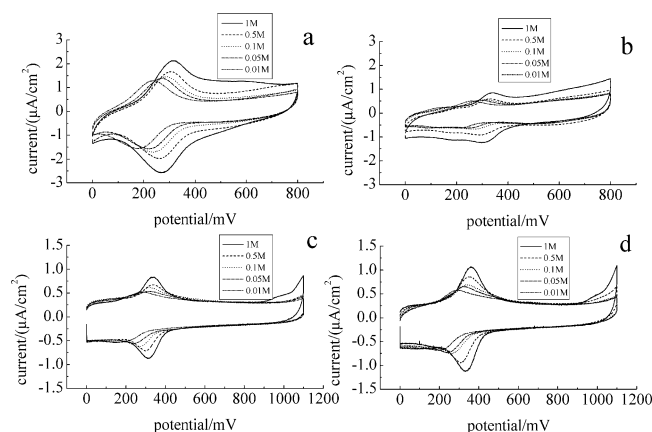 a
1M
0.5M
0.1M
0.05M
0.01M
3
2
1
0
-1
-2
-3
current/(μA/cm²)
0 200 400 600 800
potential/mV
b
1M
0.5M
0.1M
0.05M
0.01M
3
2
1
0
-1
-2
-3
current/(μA/cm²)
0 200 400 600 800
potential/mV
c
1M
0.5M
0.1M
0.05M
0.01M
1.5
1.0
0.5
0.0
-0.5
-1.0
-1.5
current/(μA/cm²)
0 200 400 600 800 1000 1200
potential/mV
d
1M
0.5M
0.1M
0.05M
0.01M
1.5
1.0
0.5
0.0
-0.5
-1.0
-1.5
current/(μA/cm²)
0 200 400 600 800 1000 1200
potential/mV